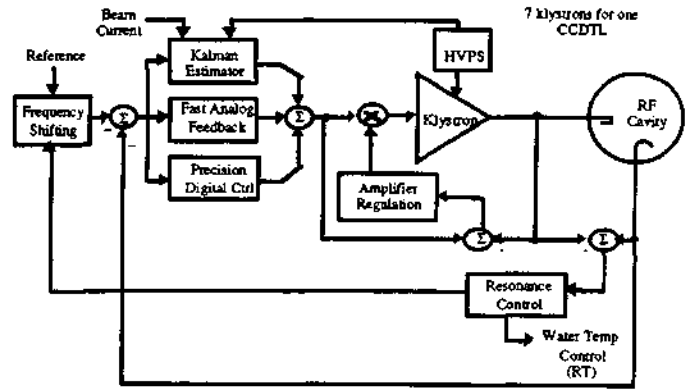 Beam
Current
7 klystrons for one
CCDTL
Reference
Kalman
Estimator
HVPS
Frequency
Shifting
Σ
Fast Analog
Feedback
Σ
Klystron
RF
Cavity
Precision
Digital Ctrl
Amplifier
Regulation
Σ
Σ
Resonance
Control
Water Temp
Control
(RT)